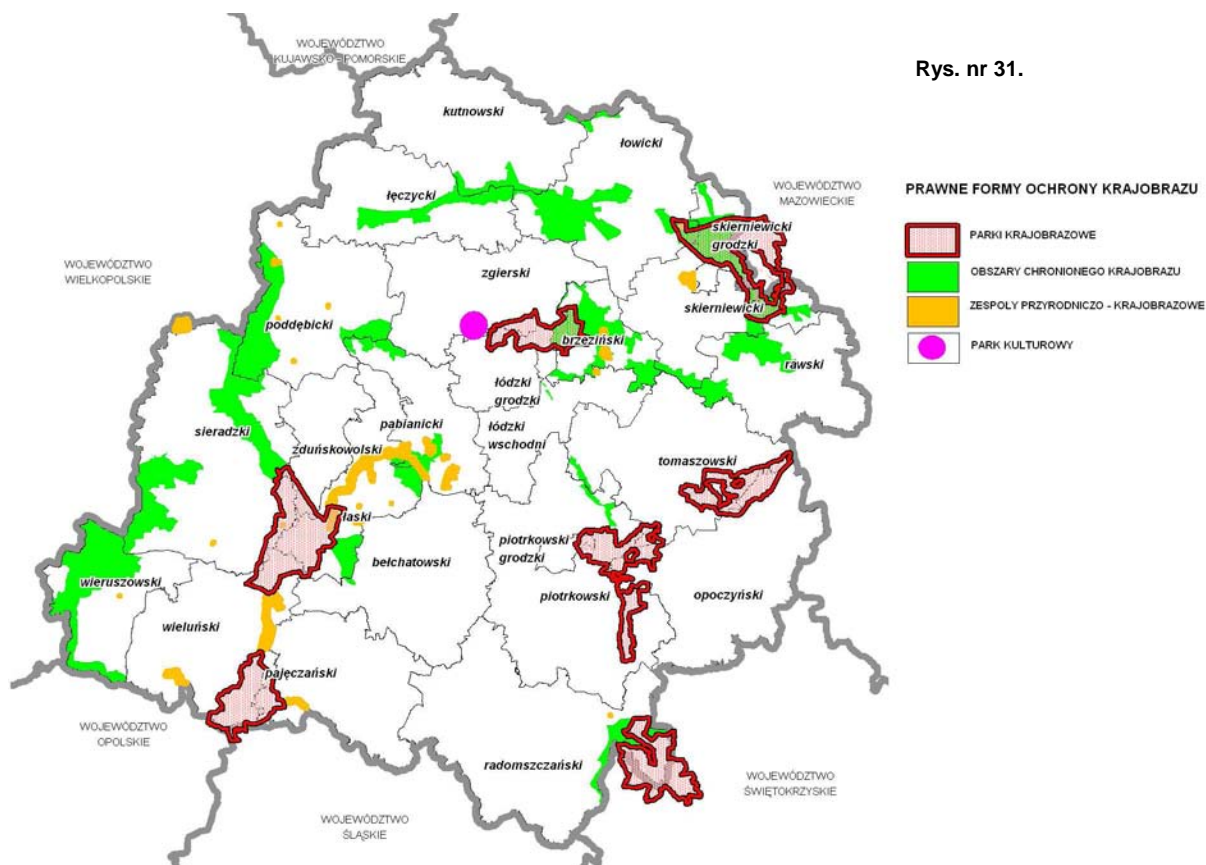 WOJEWÓDZTWO
KUJAWSKO - POMORSKIE
Rys. nr 31.
kutnowski
łowicki
łęczycki
WOJEWÓDZTWO
MAZOWIECKIE
PRAWNE FORMY OCHRONY KRAJOBRAZU
PARKI KRAJOBRAZOWE
OBSZARY CHRONIONEGO KRAJOBRAZU
ZESPOŁY PRZYRODNICZO - KRAJOBRAZOWE
PARK KULTUROWY
skierniewicki
grodzki
WOJEWÓDZTWO
WIELKOPOLSKIE
zgierski
skierniewicki
poddębicki
brzeziński
rawski
łódzki
grodzki
sieradzki
pabianicki
łódzki
wschodni
zduńskowolski
tomaszowski
łaski
piotrkowski
grodzki
bełchatowski
wieruszowski
piotrkowski
opoczyński
wieluński
pajęczański
WOJEWÓDZTWO
OPOLSKIE
radomszczański
WOJEWÓDZTWO
ŚWIĘTOKRZYSKIE
WOJEWÓDZTWO
ŚLĄSKIE